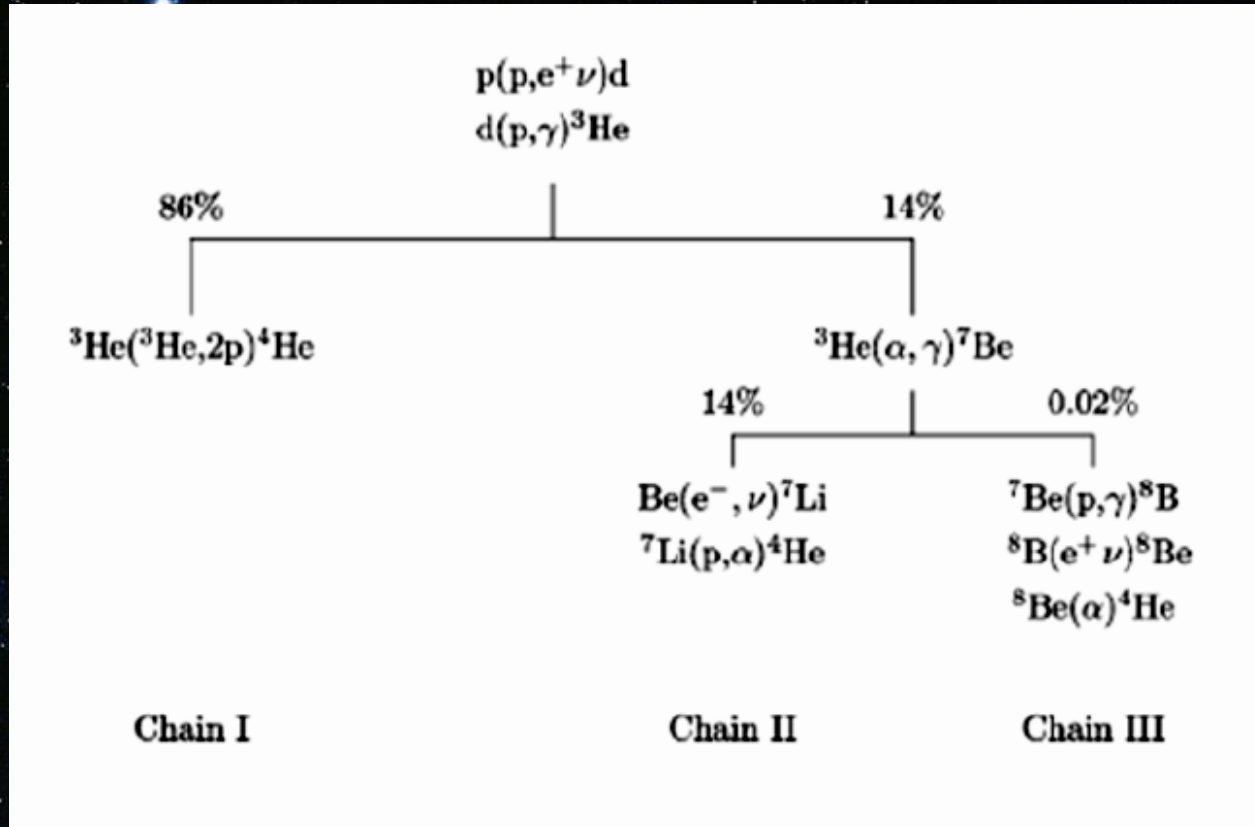 p(p,e⁺ν)d
d(p,γ)³He
86%
14%
³He(³He,2p)⁴He
³He(α,γ)⁷Be
14%
0.02%
Be(e⁻,ν)⁷Li
⁷Li(p,α)⁴He
⁷Be(p,γ)⁸B
⁸B(e⁺ν)⁸Be
⁸Be(α)⁴He
Chain I
Chain II
Chain III